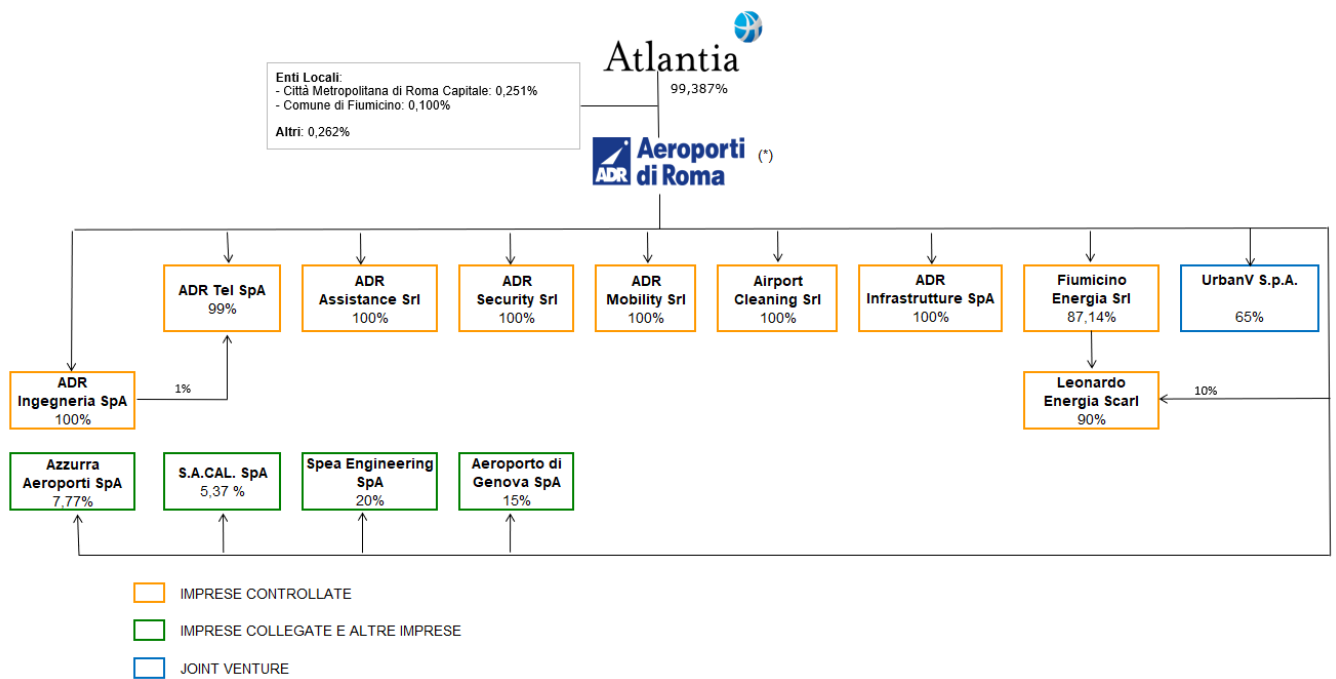 Atlantia
99,387%
Enti Locali:
- Città Metropolitana di Roma Capitale: 0,251%
- Comune di Fiumicino: 0,100%
Altri: 0,262%
ADR
Aeroporti
di Roma
(*)
ADR Tel SpA
99%
ADR
Assistance Srl
100%
ADR
Security Srl
100%
ADR
Mobility Srl
100%
Airport
Cleaning Srl
100%
ADR
Infrastrutture SpA
100%
Fiumicino
Energia Srl
87,14%
UrbanV S.p.A.
65%
ADR
Ingegneria SpA
100%
1%
Leonardo
Energia Scarl
90%
10%
Azzurra
Aeroporti SpA
7,77%
S.A.CAL. SpA
5,37 %
Spea Engineering
SpA
20%
Aeroporto di
Genova SpA
15%
IMPRESE CONTROLLATE
IMPRESE COLLEGATE E ALTRE IMPRESE
JOINT VENTURE